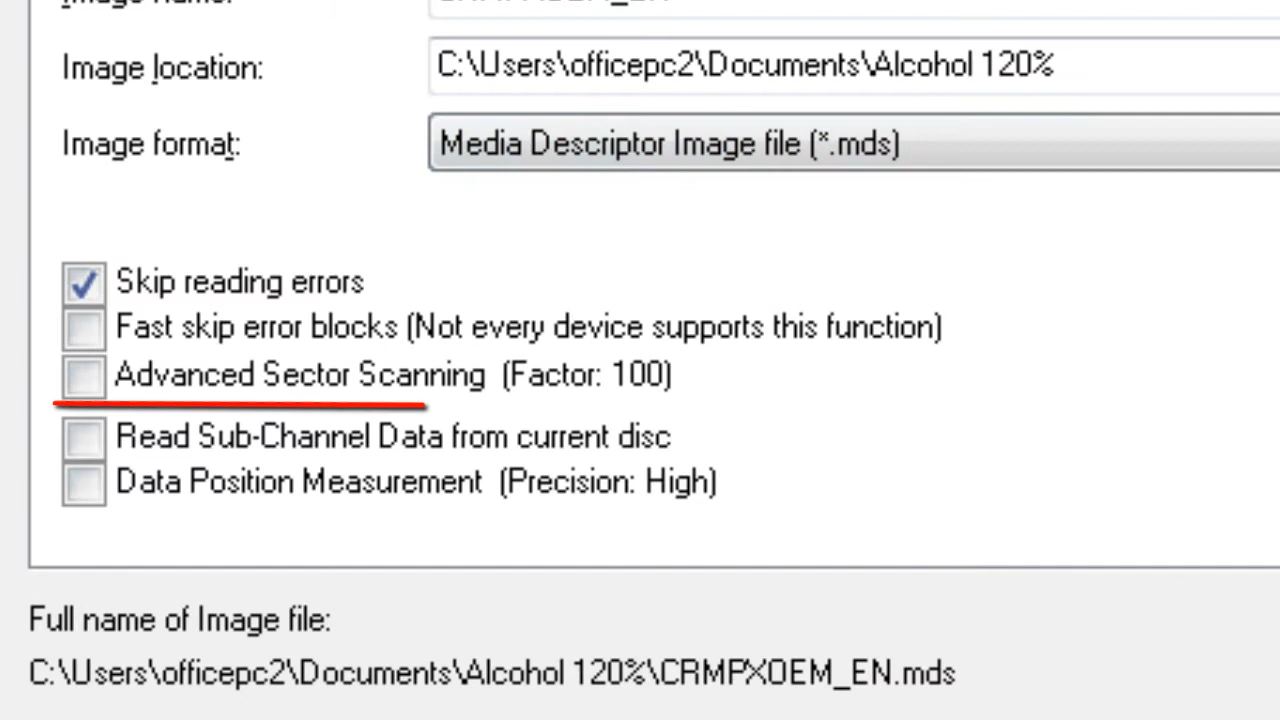 Image name:
Image location:
C:\Users\officepc2\Documents\Alcohol 120%
Image format:
Media Descriptor Image file (*.mds)
Skip reading errors
Fast skip error blocks (Not every device supports this function)
Advanced Sector Scanning (Factor: 100)
Read Sub-Channel Data from current disc
Data Position Measurement (Precision: High)
Full name of Image file:
C:\Users\officepc2\Documents\Alcohol 120%\CRMPXOEM_EN.mds